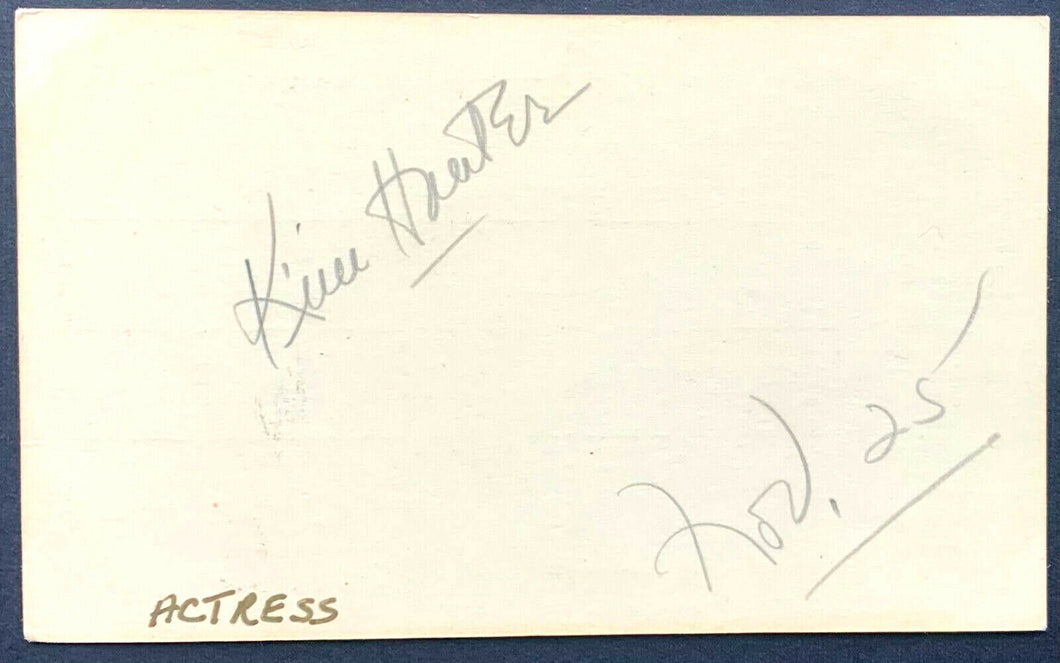 Kim Hunter
Nov. 25
ACTRESS